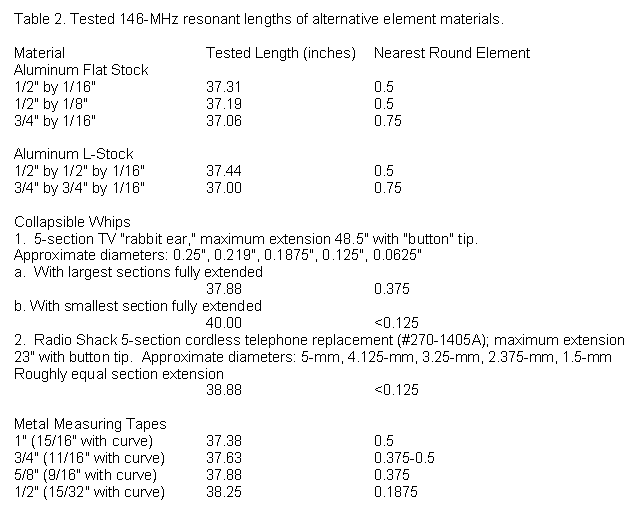 Table 2. Tested 146-MHz resonant lengths of alternative element materials.
Material Tested Length (inches) Nearest Round Element
Aluminum Flat Stock
1/2" by 1/16" 37.31 0.5
1/2" by 1/8" 37.19 0.5
3/4" by 1/16" 37.06 0.75
Aluminum L-Stock
1/2" by 1/2" by 1/16" 37.44 0.5
3/4" by 3/4" by 1/16" 37.00 0.75
Collapsible Whips
1. 5-section TV "rabbit ear," maximum extension 48.5" with "button" tip.
Approximate diameters: 0.25", 0.219", 0.1875", 0.125", 0.0625"
a. With largest sections fully extended
37.88 0.375
b. With smallest section fully extended
40.00 <0.125
2. Radio Shack 5-section cordless telephone replacement (#270-1405A); maximum extension
23" with button tip. Approximate diameters: 5-mm, 4.125-mm, 3.25-mm, 2.375-mm, 1.5-mm
Roughly equal section extension
38.88 <0.125
Metal Measuring Tapes
1" (15/16" with curve) 37.38 0.5
3/4" (11/16" with curve) 37.63 0.375-0.5
5/8" (9/16" with curve) 37.88 0.375
1/2" (15/32" with curve) 38.25 0.1875